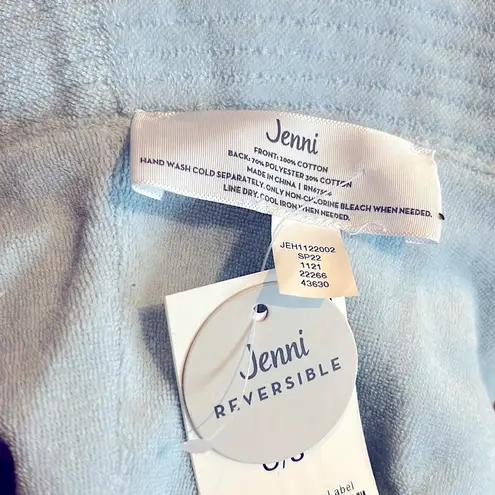 Jenni
FRONT: 100% COTTON
BACK: 70% POLYESTER 30% COTTON
MADE IN CHINA |
HAND WASH COLD SEPARATELY. ONLY NON-CHLORINE BLEACH WHEN NEEDED.
LINE DRY. COOL IRON WHEN NEEDED.
JEH1122002
SP22
1121
22266
43630
Jenni
REVERSIBLE
Label